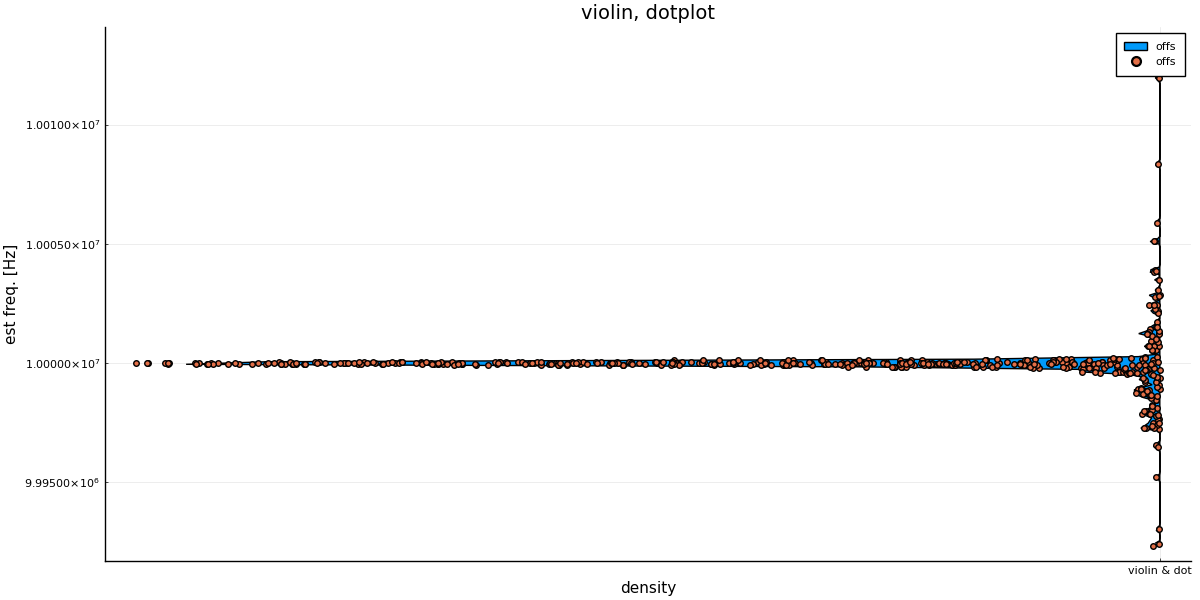 violin, dotplot
offs
offs
1.00100×10⁷
1.00050×10⁷
1.00000×10⁷
9.99500×10⁶
est freq. [Hz]
violin & dot
density